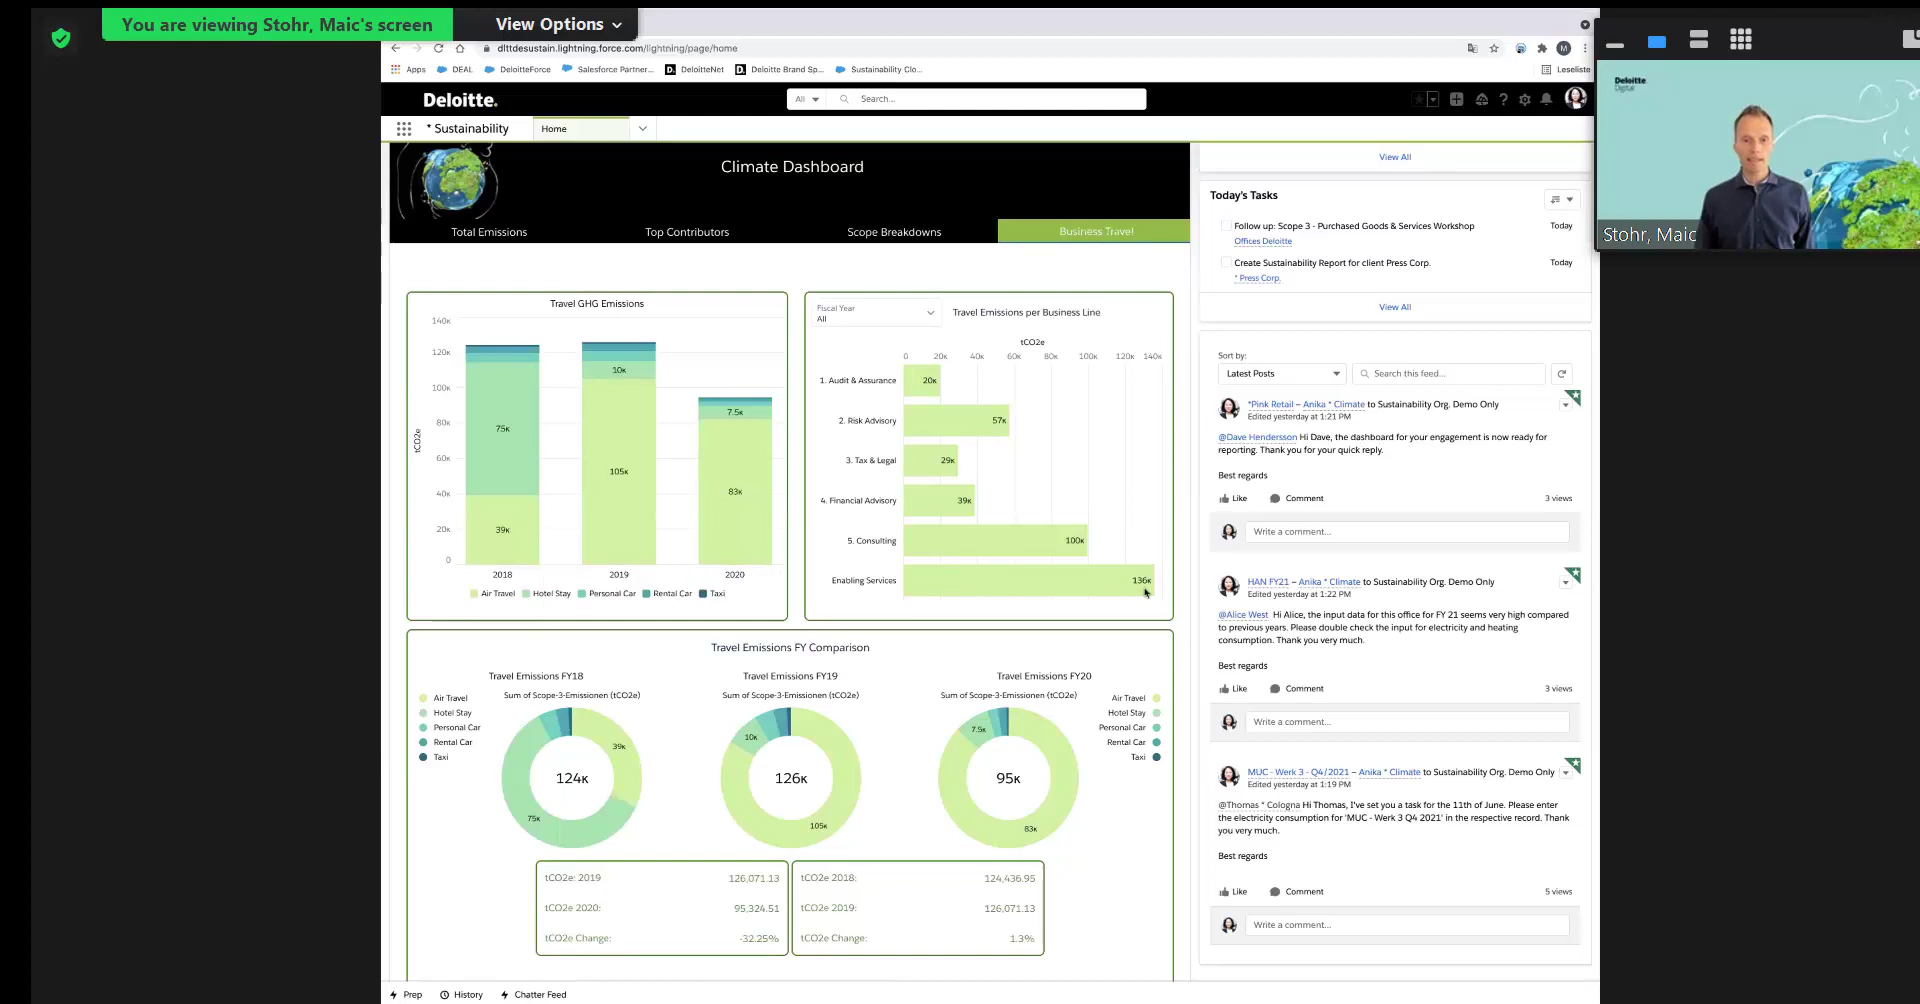 You are viewing Stohr, Maic's screen
View Options
dlttdesustain.lightning.force.com/lightning/page/home
Apps
DEAL
DeloitteForce
Salesforce Partner...
DeloitteNet
Deloitte Brand Sp...
Sustainability Clo...
Leseliste
Deloitte.
All
Search...
* Sustainability
Home
Climate Dashboard
Total Emissions
Top Contributors
Scope Breakdowns
Business Travel
Travel GHG Emissions
tCO2e
140K
120K
100K
80K
60K
40K
20K
0
75K
39K
10K
105K
7.5K
83K
2018
2019
2020
Air Travel
Hotel Stay
Personal Car
Rental Car
Taxi
Fiscal Year
All
Travel Emissions per Business Line
tCO2e
0 20K 40K 60K 80K 100K 120K 140K
1. Audit & Assurance 20K
2. Risk Advisory 57K
3. Tax & Legal 29K
4. Financial Advisory 39K
5. Consulting 100K
Enabling Services 136K
Travel Emissions FY Comparison
Travel Emissions FY18
Sum of Scope-3-Emissionen (tCO2e)
Air Travel
Hotel Stay
Personal Car
Rental Car
Taxi
39K
124K
75K
Travel Emissions FY19
Sum of Scope-3-Emissionen (tCO2e)
10K
126K
105K
Travel Emissions FY20
Sum of Scope-3-Emissionen (tCO2e)
7.5K
95K
83K
Air Travel
Hotel Stay
Personal Car
Rental Car
Taxi
tCO2e: 2019 126,071.13
tCO2e 2020: 95,324.51
tCO2e Change: -32.25%
tCO2e 2018: 124,436.95
tCO2e 2019: 126,071.13
tCO2e Change: 1.3%
View All
Today's Tasks
Follow up: Scope 3 - Purchased Goods & Services Workshop Today
Offices Deloitte
Create Sustainability Report for client Press Corp. Today
* Press Corp.
View All
Sort by:
Latest Posts
Search this feed...
*Pink Retail – Anika * Climate to Sustainability Org. Demo Only
Edited yesterday at 1:21 PM
@Dave Hendersson Hi Dave, the dashboard for your engagement is now ready for
reporting. Thank you for your quick reply.
Best regards
Like Comment 3 views
Write a comment...
HAN FY21 – Anika * Climate to Sustainability Org. Demo Only
Edited yesterday at 1:22 PM
@Alice West Hi Alice, the input data for this office for FY 21 seems very high compared
to previous years. Please double check the input for electricity and heating
consumption. Thank you very much.
Best regards
Like Comment 3 views
Write a comment...
MUC - Werk 3 - Q4/2021 – Anika * Climate to Sustainability Org. Demo Only
Edited yesterday at 1:19 PM
@Thomas * Cologna Hi Thomas, I've set you a task for the 11th of June. Please enter
the electricity consumption for 'MUC - Werk 3 Q4 2021' in the respective record. Thank
you very much.
Best regards
Like Comment 5 views
Write a comment...
Prep
History
Chatter Feed
Deloitte
Digital
Stohr, Maic
M